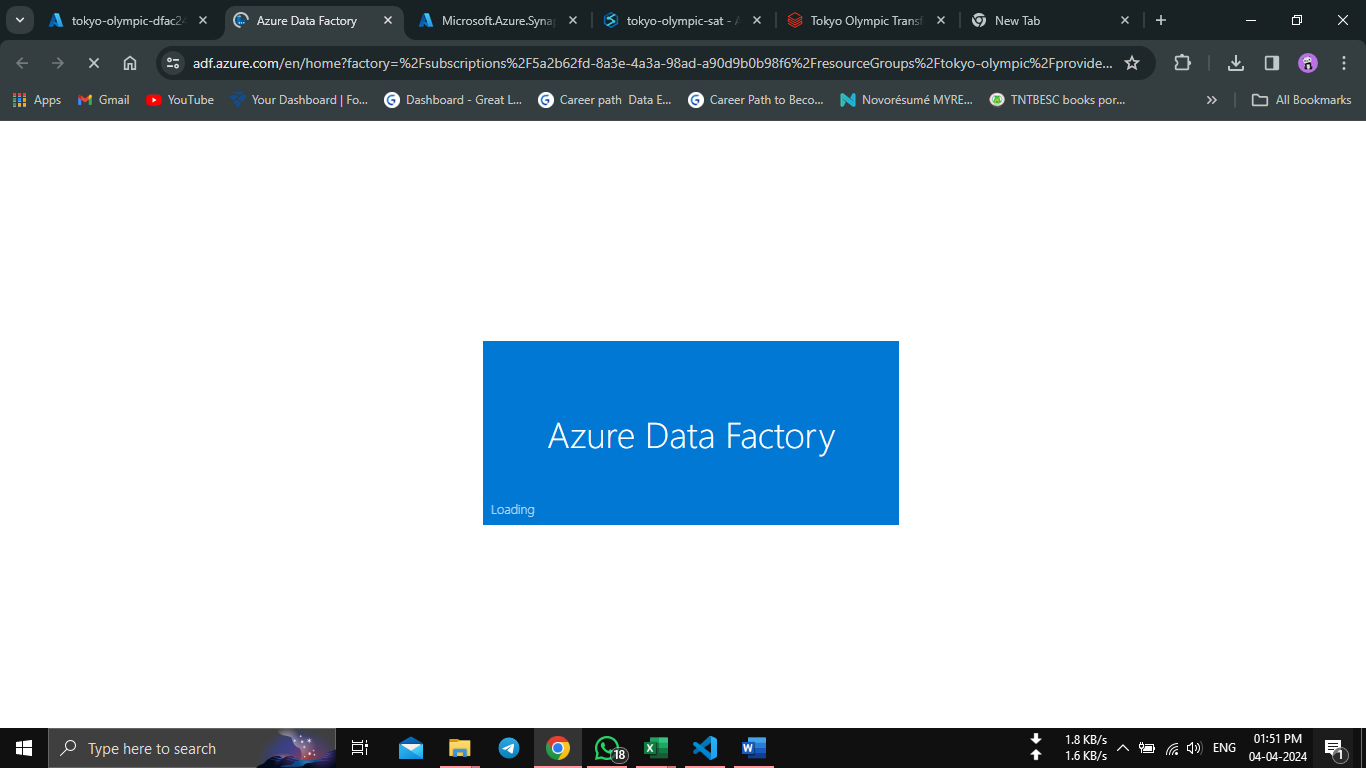 tokyo-olympic-dfac24
Azure Data Factory
Microsoft.Azure.Synap
tokyo-olympic-sat - A
Tokyo Olympic Transf
New Tab
adf.azure.com/en/home?factory=%2Fsubscriptions%2F5a2b62fd-8a3e-4a3a-98ad-a90d9b0b98f6%2FresourceGroups%2Ftokyo-olympic%2Fprovide...
Apps
Gmail
YouTube
Your Dashboard | Fo...
Dashboard - Great L...
Career path Data E...
Career Path to Beco...
Novorésumé MYRE...
TNTBESC books por...
»
All Bookmarks
Azure Data Factory
Loading
Type here to search
18
1.8 KB/s
1.6 KB/s
ENG
01:51 PM
04-04-2024
1